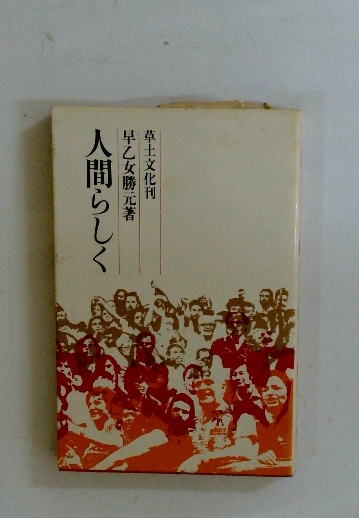 草土文化刊
早乙女勝元著
人間らしく